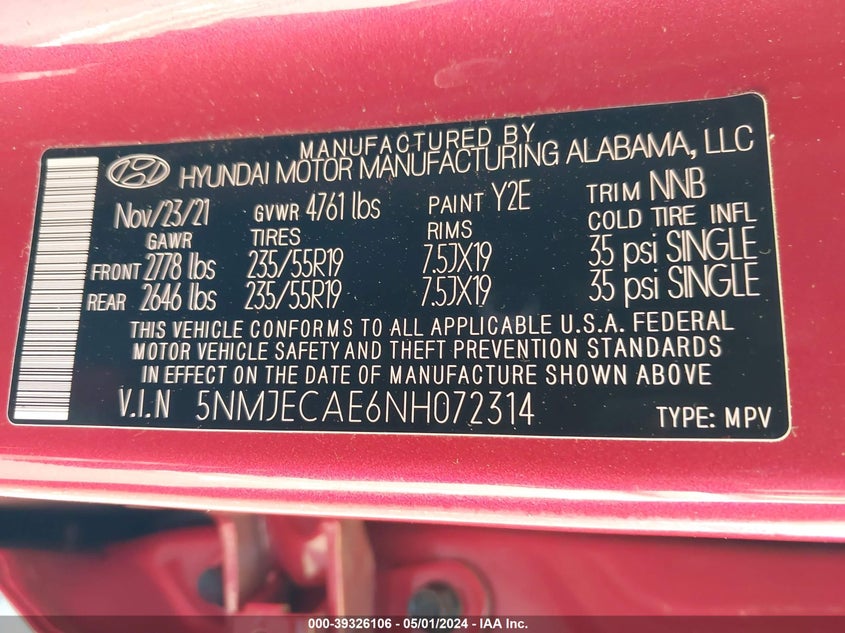 MANUFACTURED BY
HYUNDAI MOTOR MANUFACTURING ALABAMA, LLC
Nov/23/21 GVWR 4761 lbs PAINT Y2E TRIM NNB
GAWR TIRES RIMS COLD TIRE INFL
FRONT 2778 lbs 235/55R19 7.5JX19 35 psi SINGLE
REAR 2646 lbs 235/55R19 7.5JX19 35 psi SINGLE
THIS VEHICLE CONFORMS TO ALL APPLICABLE U.S.A. FEDERAL
MOTOR VEHICLE SAFETY AND THEFT PREVENTION STANDARDS
IN EFFECT ON THE DATE OF MANUFACTURE SHOWN ABOVE
V.I.N 5NMJECAE6NH072314 TYPE: MPV
000-39326106 - 05/01/2024 - IAA Inc.